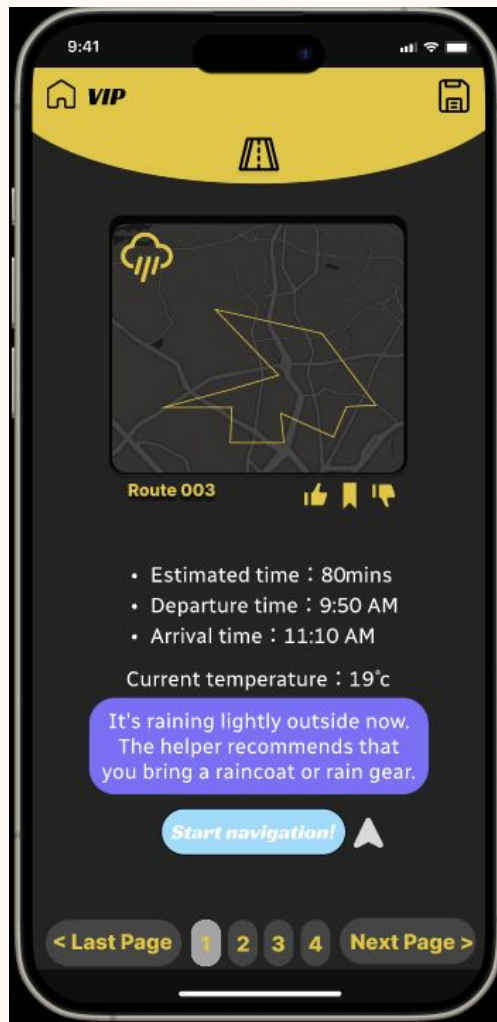 9:41
VIP
Route 003
• Estimated time：80mins
• Departure time：9:50 AM
• Arrival time：11:10 AM
Current temperature：19°c
It's raining lightly outside now.
The helper recommends that
you bring a raincoat or rain gear.
Start navigation!
< Last Page 1 2 3 4 Next Page >